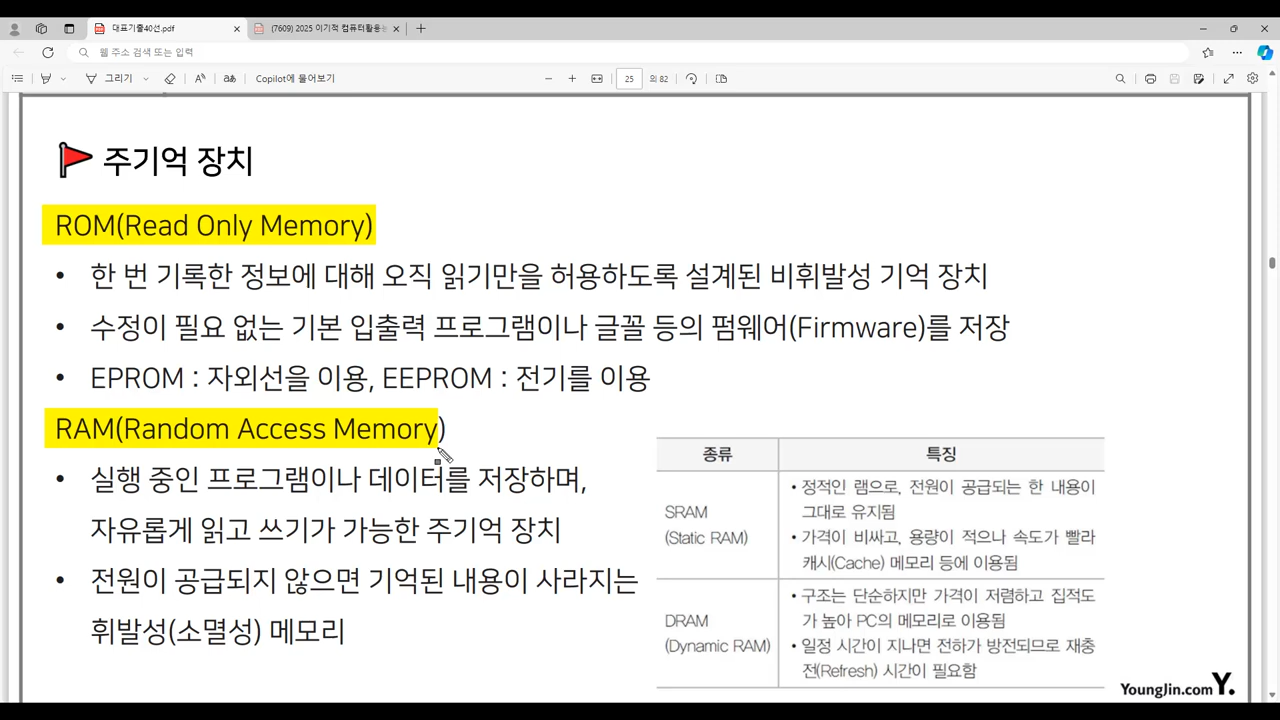 대표기출40선.pdf
(7609) 2025 이기적 컴퓨터활용능
웹 주소 검색 또는 입력
그리기
Copilot에 물어보기
25
외 82
주기억 장치
ROM(Read Only Memory)
• 한 번 기록한 정보에 대해 오직 읽기만을 허용하도록 설계된 비휘발성 기억 장치
• 수정이 필요 없는 기본 입출력 프로그램이나 글꼴 등의 펌웨어(Firmware)를 저장
• EPROM : 자외선을 이용, EEPROM : 전기를 이용
RAM(Random Access Memory)
• 실행 중인 프로그램이나 데이터를 저장하며,
자유롭게 읽고 쓰기가 가능한 주기억 장치
• 전원이 공급되지 않으면 기억된 내용이 사라지는
휘발성(소멸성) 메모리
종류
특징
SRAM
(Static RAM)
• 정적인 램으로, 전원이 공급되는 한 내용이
그대로 유지됨
• 가격이 비싸고, 용량이 적으나 속도가 빨라
캐시(Cache) 메모리 등에 이용됨
DRAM
(Dynamic RAM)
• 구조는 단순하지만 가격이 저렴하고 집적도
가 높아 PC의 메모리로 이용됨
• 일정 시간이 지나면 전하가 방전되므로 재충
전(Refresh) 시간이 필요함
YoungJin.com Y.